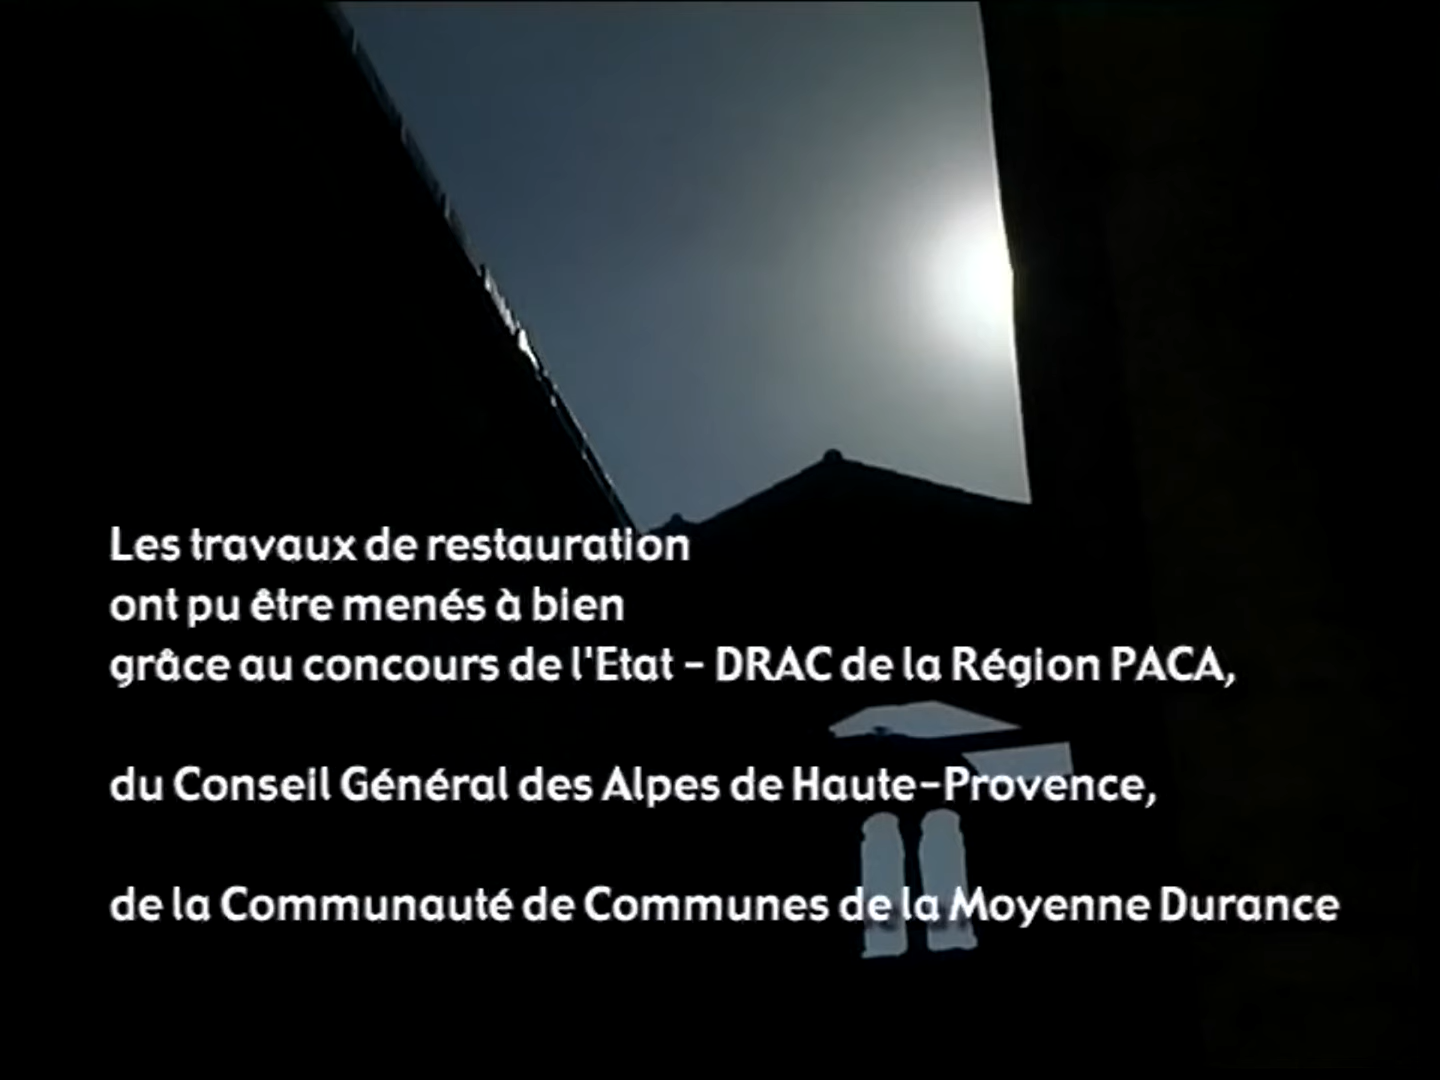 Les travaux de restauration
ont pu être menés à bien
grâce au concours de l'Etat - DRAC de la Région PACA,
du Conseil Général des Alpes de Haute-Provence,
de la Communauté de Communes de la Moyenne Durance